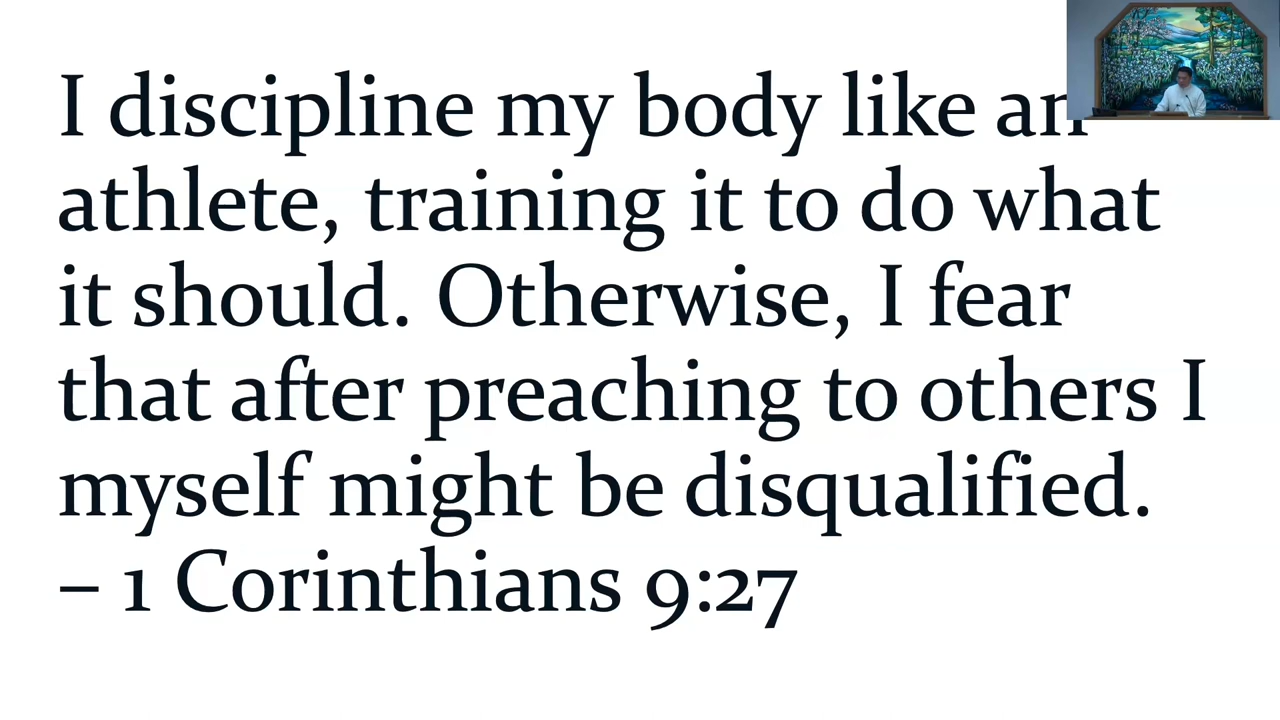 I discipline my body like an
athlete, training it to do what
it should. Otherwise, I fear
that after preaching to others I
myself might be disqualified.
– 1 Corinthians 9:27